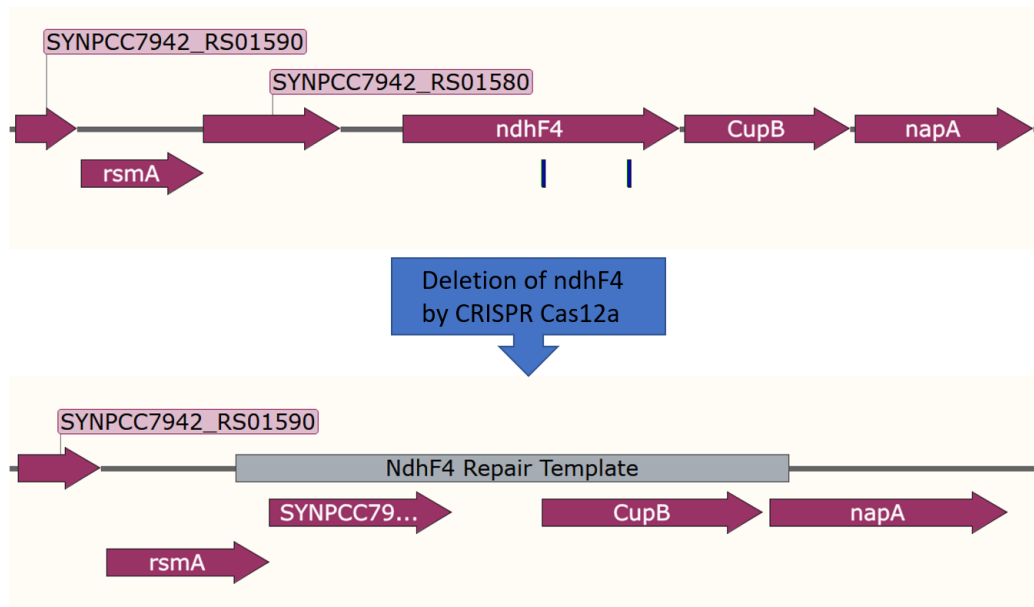 SYNPCC7942_RS01590
SYNPCC7942_RS01580
ndhF4
CupB
napA
rsmA
Deletion of ndhF4
by CRISPR Cas12a
SYNPCC7942_RS01590
NdhF4 Repair Template
SYNPCC79...
CupB
napA
rsmA